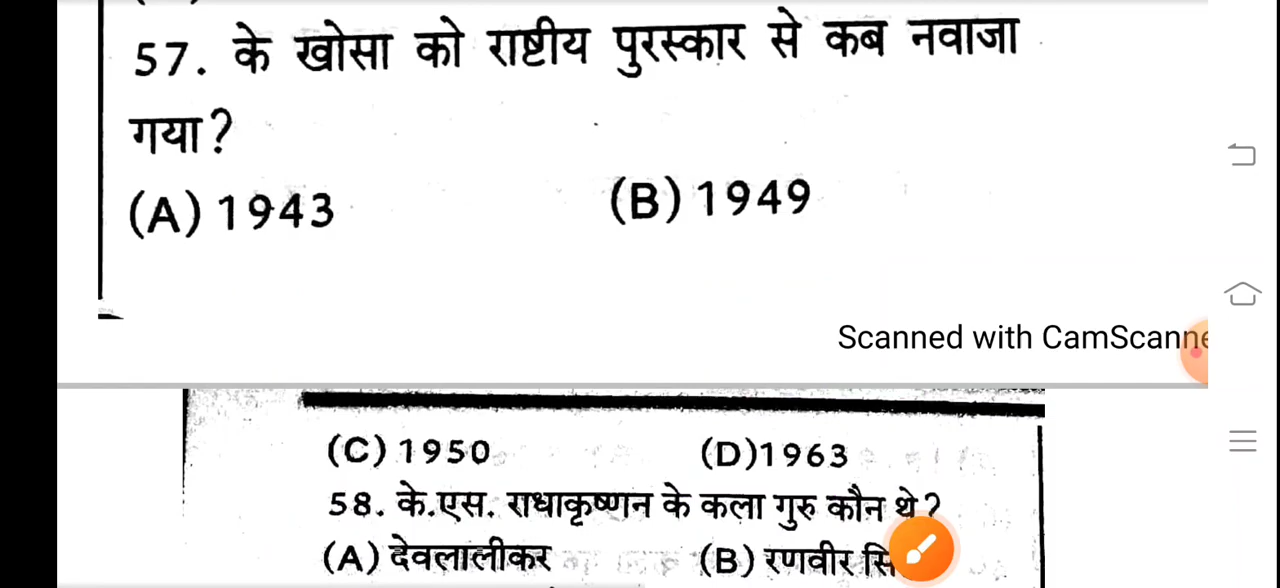 57. के खोसा को राष्टीय पुरस्कार से कब नवाजा
गया?
(A) 1943 (B) 1949
Scanned with CamScanne
(C) 1950 (D)1963
58. के.एस. राधाकृष्णन के कला गुरु कौन थे?
(A) देवलालीकर (B) रणवीर सि